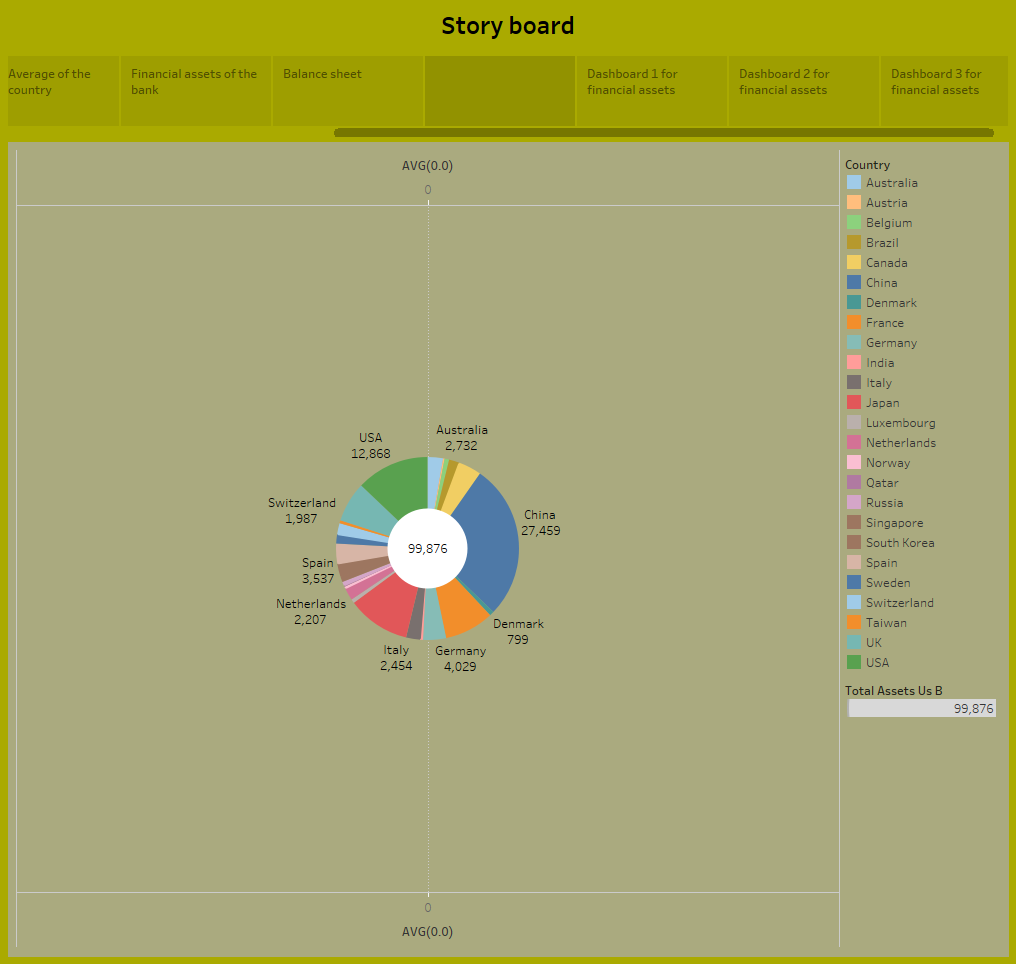 Story board
Average of the
country
Financial assets of the
bank
Balance sheet
Dashboard 1 for
financial assets
Dashboard 2 for
financial assets
Dashboard 3 for
financial assets
AVG(0.0)
0
USA
12,868
Australia
2,732
Switzerland
1,987
China
27,459
99,876
Spain
3,537
Netherlands
2,207
Denmark
799
Italy
2,454
Germany
4,029
0
AVG(0.0)
Country
Australia
Austria
Belgium
Brazil
Canada
China
Denmark
France
Germany
India
Italy
Japan
Luxembourg
Netherlands
Norway
Qatar
Russia
Singapore
South Korea
Spain
Sweden
Switzerland
Taiwan
UK
USA
Total Assets Us B
99,876